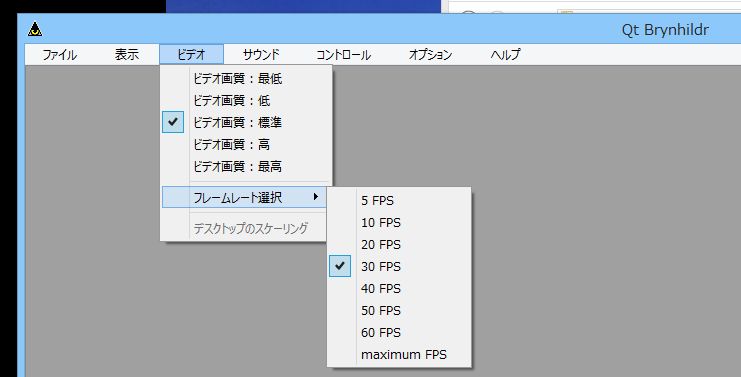 Qt Brynhildr
ファイル 表示 ビデオ サウンド コントロール オプション ヘルプ
ビデオ画質 : 最低
ビデオ画質 : 低
ビデオ画質 : 標準
ビデオ画質 : 高
ビデオ画質 : 最高
フレームレート選択
デスクトップのスケーリング
5 FPS
10 FPS
20 FPS
30 FPS
40 FPS
50 FPS
60 FPS
maximum FPS